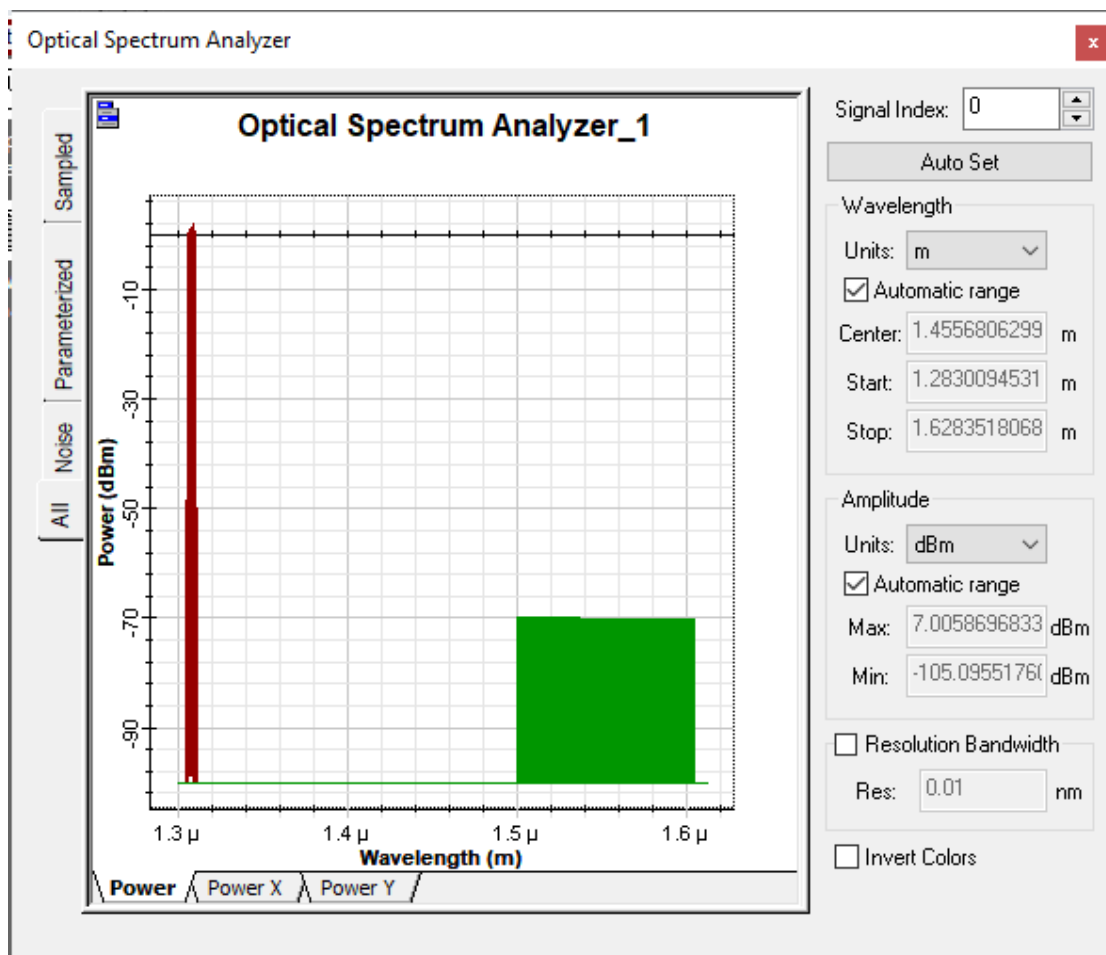 Optical Spectrum Analyzer
x
Sampled
Parameterized
Noise
All
Optical Spectrum Analyzer_1
Power (dBm)
-10
-30
-50
-70
-90
1.3 µ 1.4 µ 1.5 µ 1.6 µ
Wavelength (m)
Power Power X Power Y
Signal Index: 0
Auto Set
Wavelength
Units: m
Automatic range
Center: 1.4556806299 m
Start: 1.2830094531 m
Stop: 1.6283518068 m
Amplitude
Units: dBm
Automatic range
Max: 7.0058696833 dBm
Min: -105.0955176( dBm
Resolution Bandwidth
Res: 0.01 nm
Invert Colors